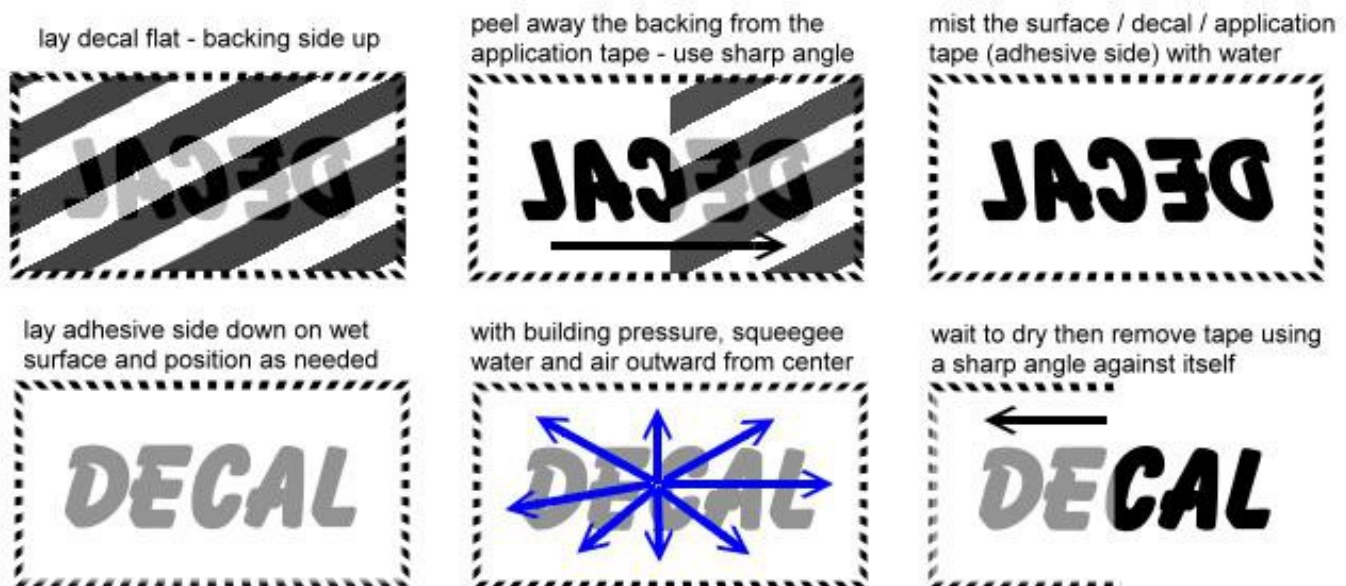 lay decal flat - backing side up
DECAL
peel away the backing from the
application tape - use sharp angle
DECAL
mist the surface / decal / application
tape (adhesive side) with water
DECAL
lay adhesive side down on wet
surface and position as needed
DECAL
with building pressure, squeegee
water and air outward from center
DECAL
wait to dry then remove tape using
a sharp angle against itself
DECAL